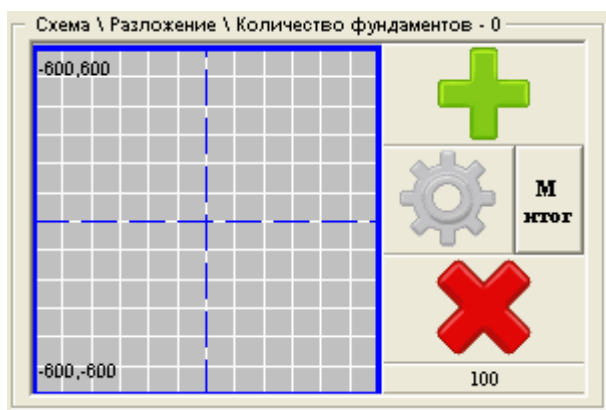 Схема \ Разложение \ Количество фундаментов - 0
-600,600
М
итог
-600,-600
100